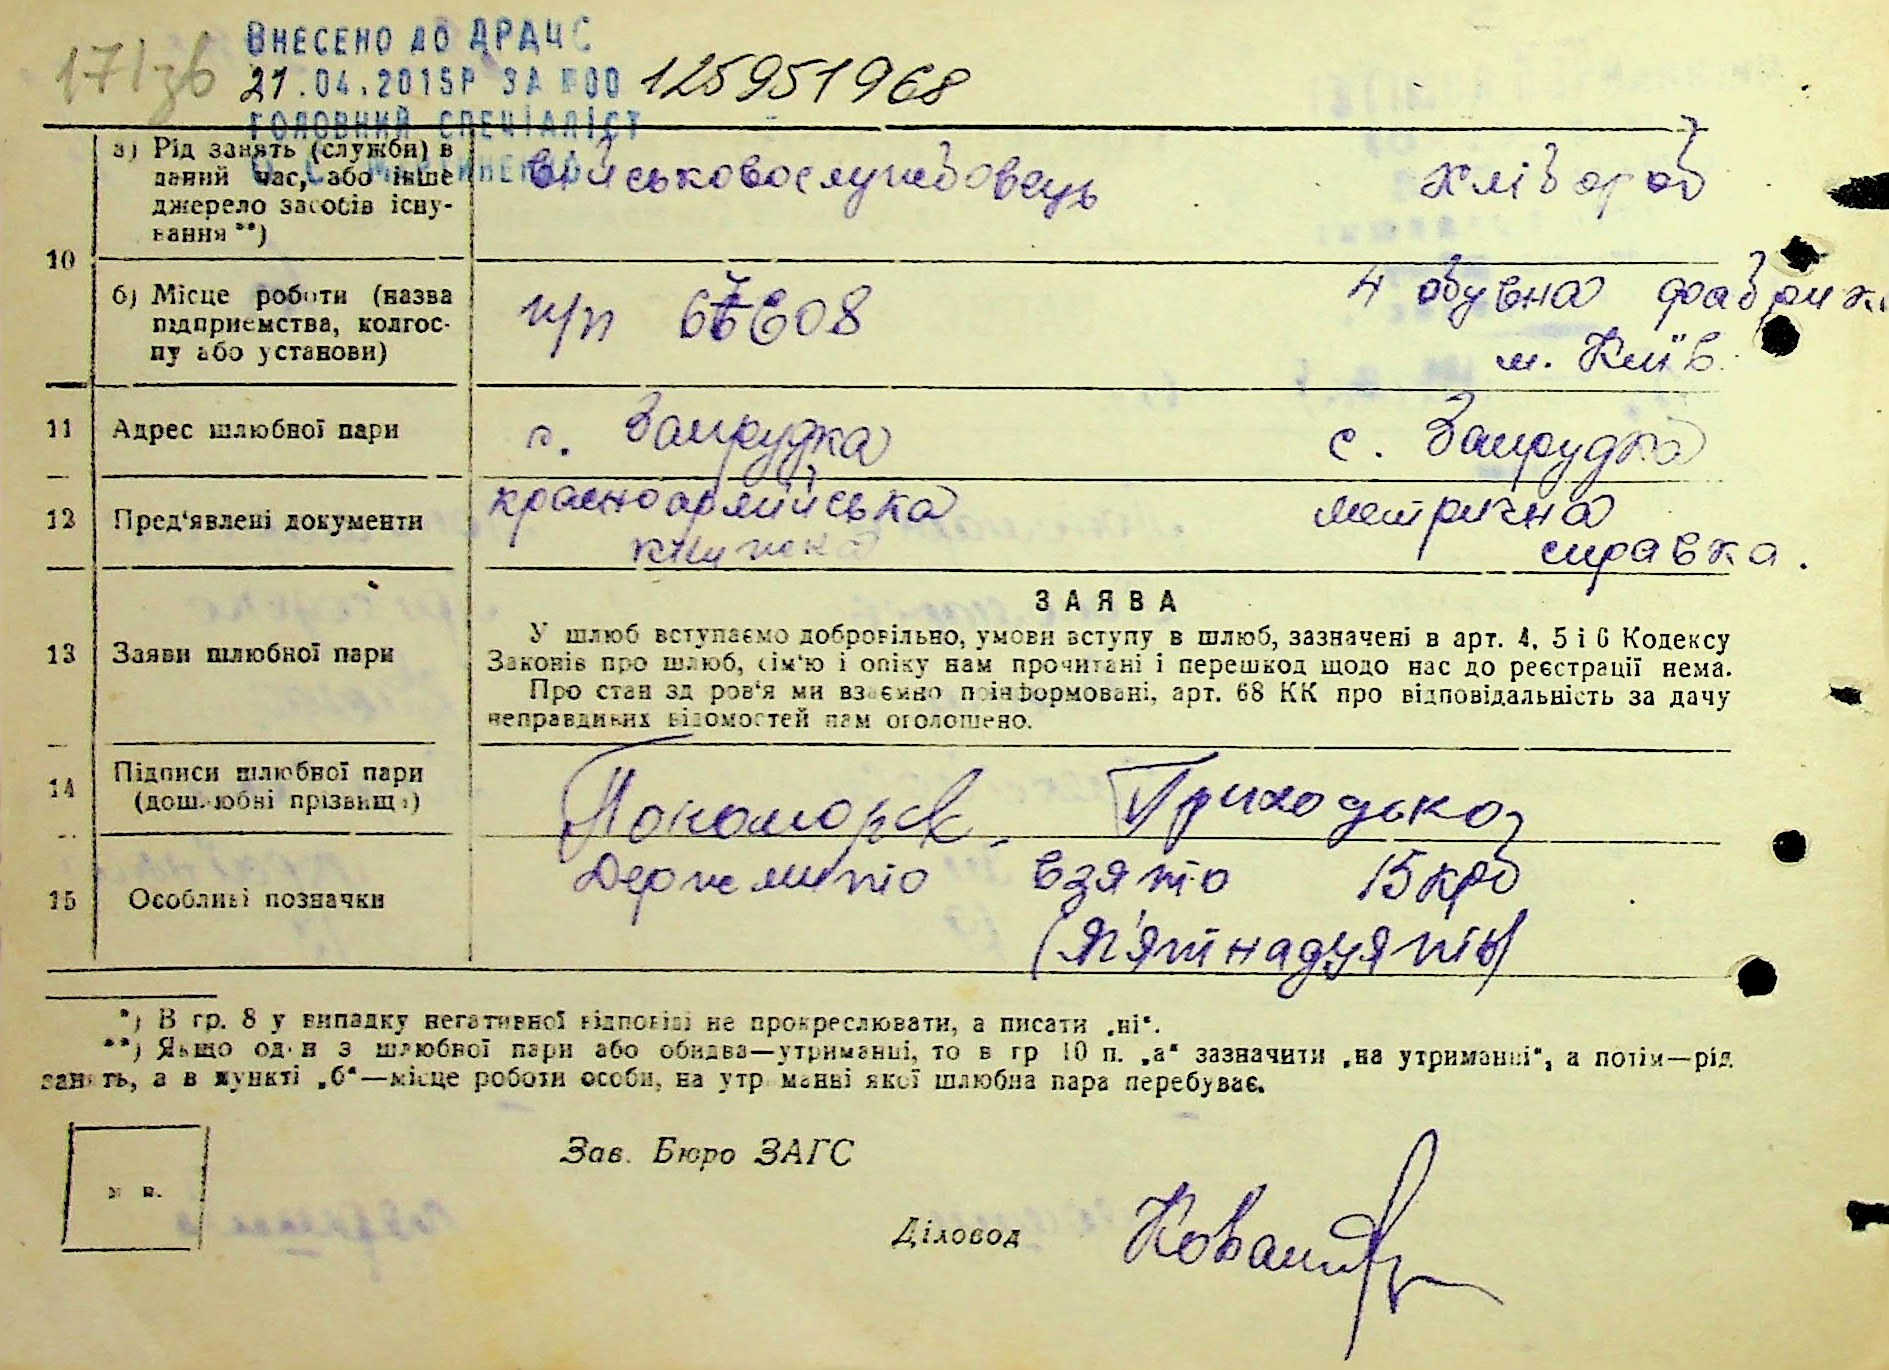 171зб
ВНЕСЕНО ДО ДРАЦС
21.04.2015Р ЗА №00 125951968
ГОЛОВНИЙ СПЕЦІАЛІСТ
10
а) Рід занять (служби) в даний час, або інше джерело засобів існування**)
військовослужбовець хлібороб
б) Місце роботи (назва підприємства, колгоспу або установи)
п/п 08 4 обувна фабрик
м. Київ.
11 Адрес шлюбної пари с. Запрудка с. Запрудка
12 Пред'явлені документи красноармійська метрична
книжка справка.
ЗАЯВА
13 Заяви шлюбної пари
У шлюб вступаємо добровільно, умови вступу в шлюб, зазначені в арт. 4, 5 і 6 Кодексу
Законів про шлюб, сім'ю і опіку нам прочитані і перешкод щодо нас до реєстрації нема.
Про стан здоров'я ми взаємно поінформовані, арт. 68 КК про відповідальність за дачу
неправдивих відомостей нам оголошено.
14 Підписи шлюбної пари
(дошлюбні прізвища) Приходько
15 Особливі позначки Держмито взято 15 крб
(п'ятнадцять)
*) В гр. 8 у випадку негативної відповіді не прокреслювати, а писати „ні".
**) Якщо один з шлюбної пари або обидва—утриманці, то в гр 10 п. „а" зазначити „на утриманні", а потім—рід
занять, а в пункті „б"—місце роботи особи, на утриманні якої шлюбна пара перебуває.
Зав. Бюро ЗАГС
Діловод